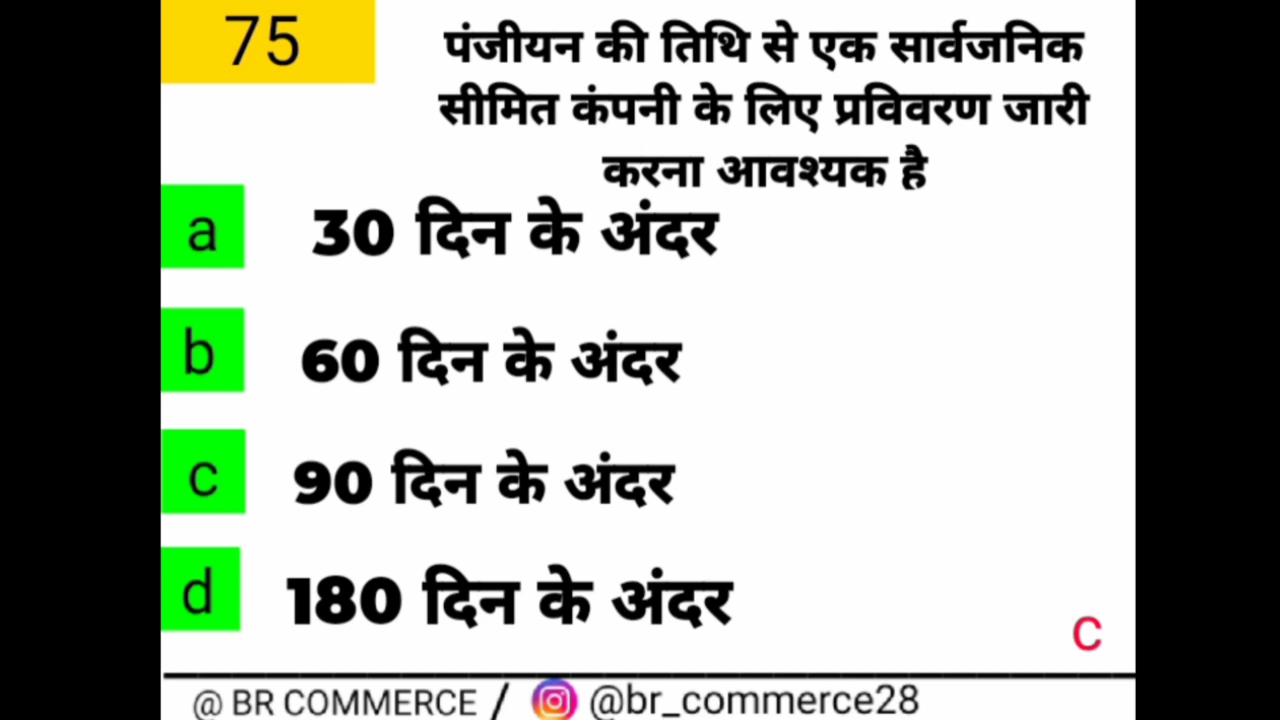 75
पंजीयन की तिथि से एक सार्वजनिक
सीमित कंपनी के लिए प्रविवरण जारी
करना आवश्यक है
a 30 दिन के अंदर
b 60 दिन के अंदर
c 90 दिन के अंदर
d 180 दिन के अंदर
c
@ BR COMMERCE / @br_commerce28